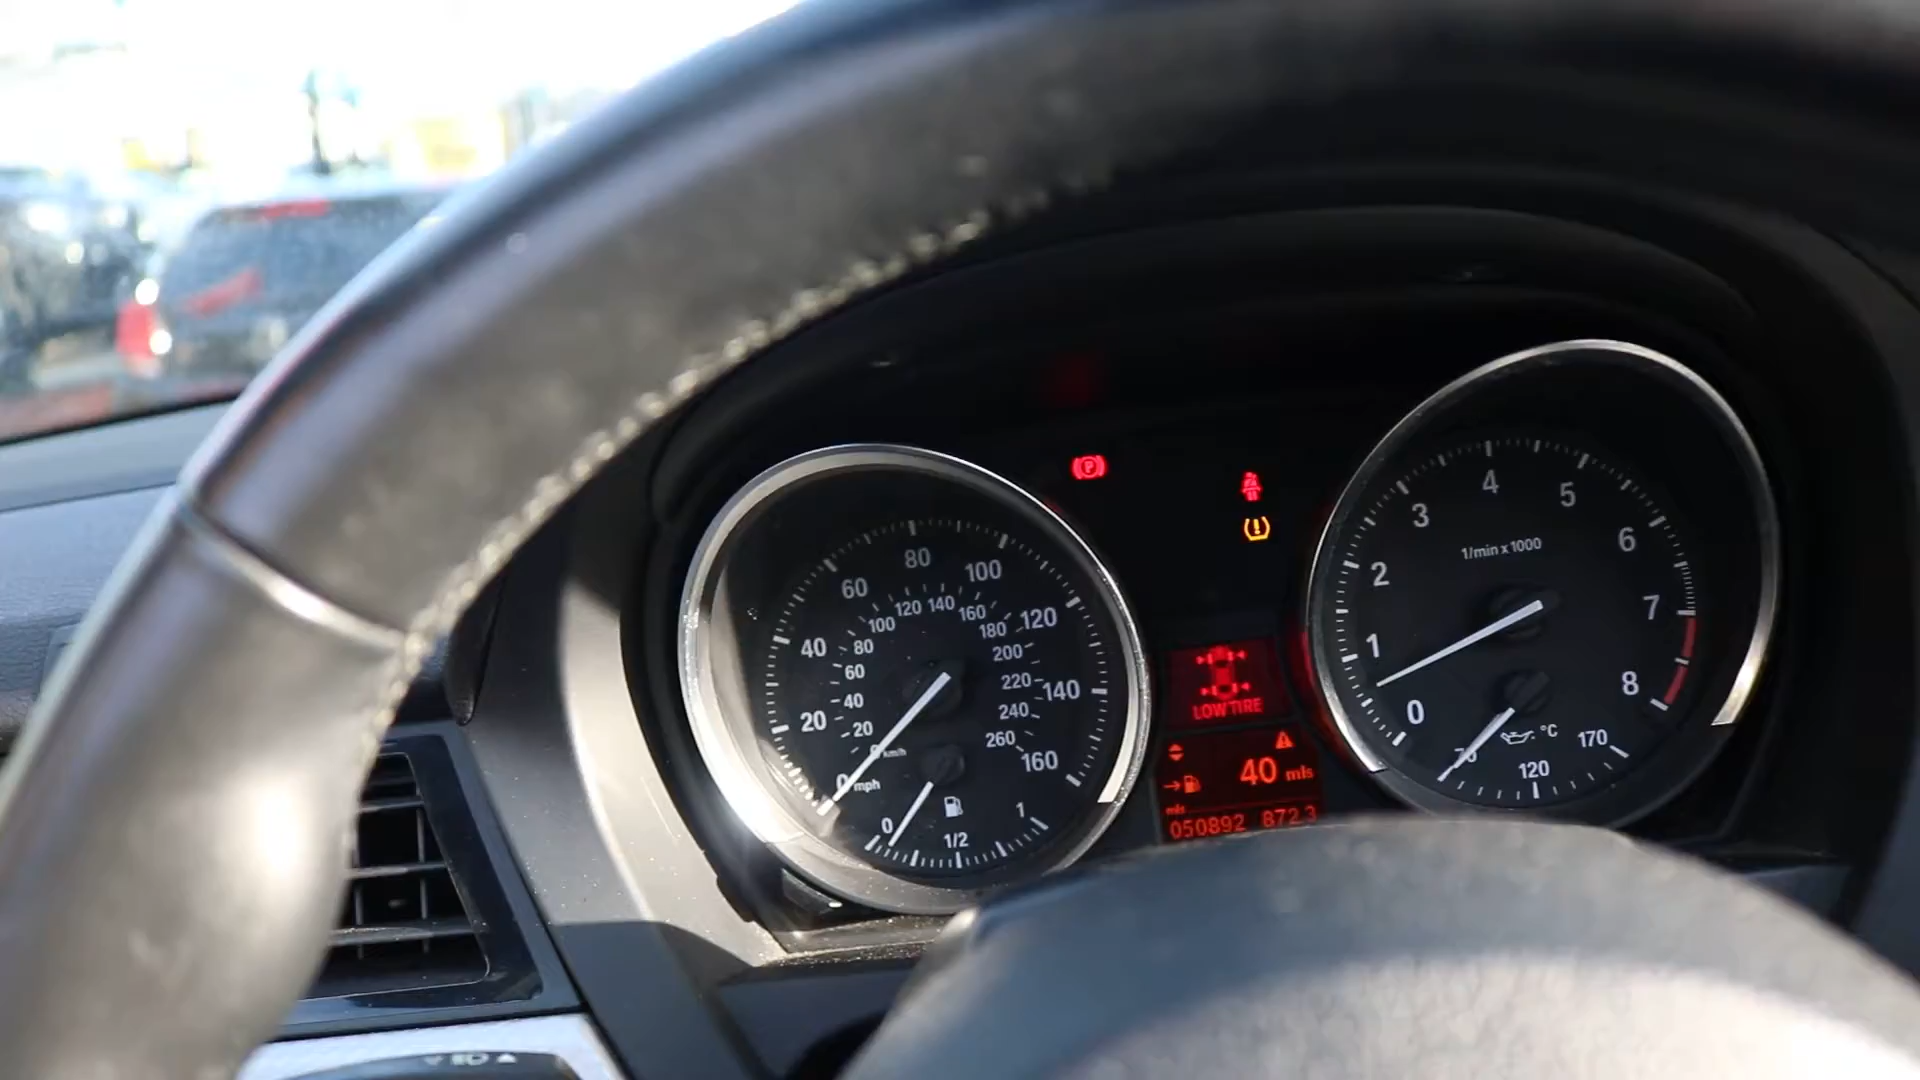 80
60 100
120 140
100 160
40 80 180 120
60 200
40 220 140
20 20 240
0 km/h 260
0 mph 160
0 1/2 1
P
LOW TIRE
40 mls
mls
050892 872.3
4
3 5
1/min x 1000
2 6
1 7
0 8
°C
170
120